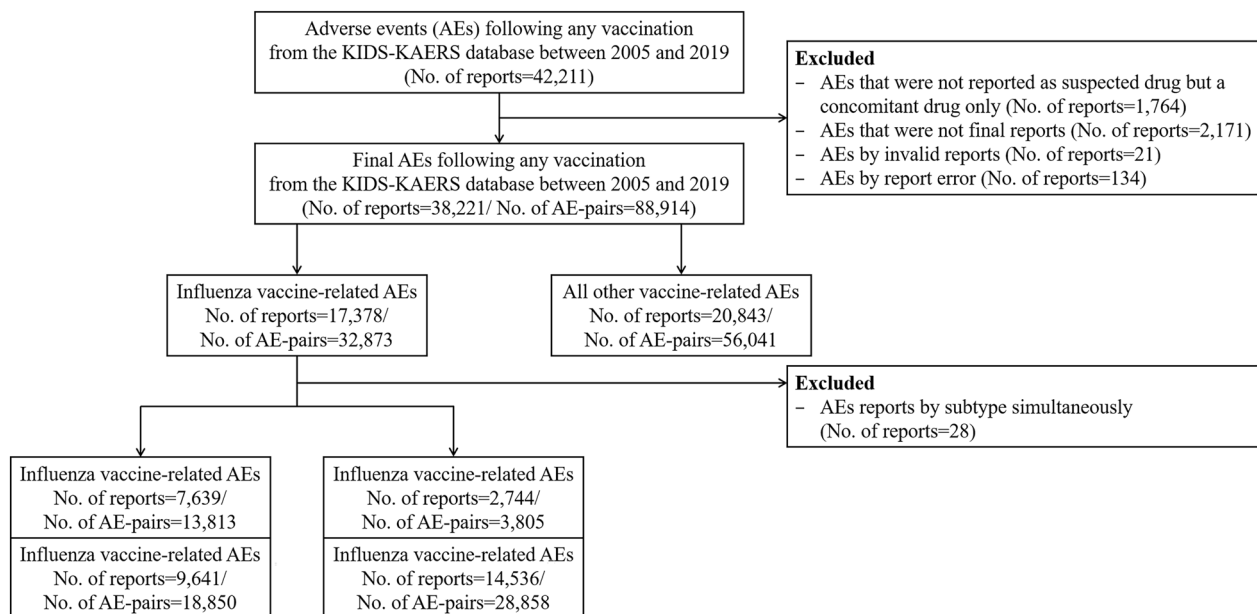 Adverse events (AEs) following any vaccination
from the KIDS-KAERS database between 2005 and 2019
(No. of reports=42,211)
Excluded
– AEs that were not reported as suspected drug but a
concomitant drug only (No. of reports=1,764)
– AEs that were not final reports (No. of reports=2,171)
– AEs by invalid reports (No. of reports=21)
– AEs by report error (No. of reports=134)
Final AEs following any vaccination
from the KIDS-KAERS database between 2005 and 2019
(No. of reports=38,221/ No. of AE-pairs=88,914)
Influenza vaccine-related AEs
No. of reports=17,378/
No. of AE-pairs=32,873
All other vaccine-related AEs
No. of reports=20,843/
No. of AE-pairs=56,041
Excluded
– AEs reports by subtype simultaneously
(No. of reports=28)
Influenza vaccine-related AEs
No. of reports=7,639/
No. of AE-pairs=13,813
Influenza vaccine-related AEs
No. of reports=9,641/
No. of AE-pairs=18,850
Influenza vaccine-related AEs
No. of reports=2,744/
No. of AE-pairs=3,805
Influenza vaccine-related AEs
No. of reports=14,536/
No. of AE-pairs=28,858